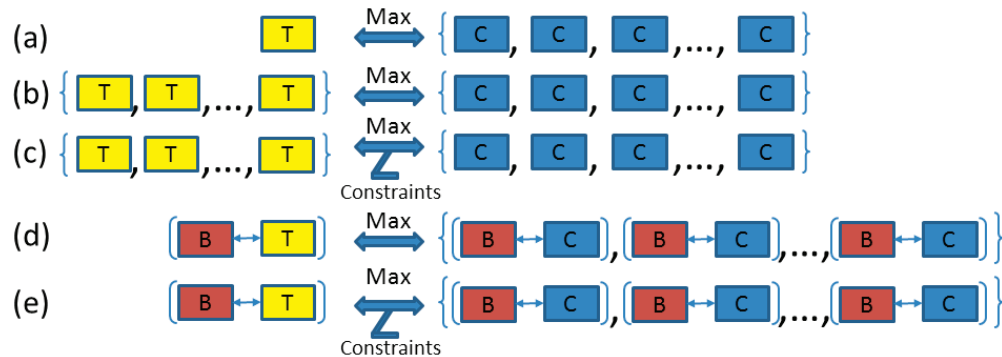 Max
(a) T { C , C , C ,..., C }
Max
(b) { T , T ,..., T } { C , C , C ,..., C }
Max
(c) { T , T ,..., T } { C , C , C ,..., C }
Constraints
Max
(d) ( B T ) { ( B C ) , ( B C ) ,..., ( B C ) }
Max
(e) ( B T ) { ( B C ) , ( B C ) ,..., ( B C ) }
Constraints